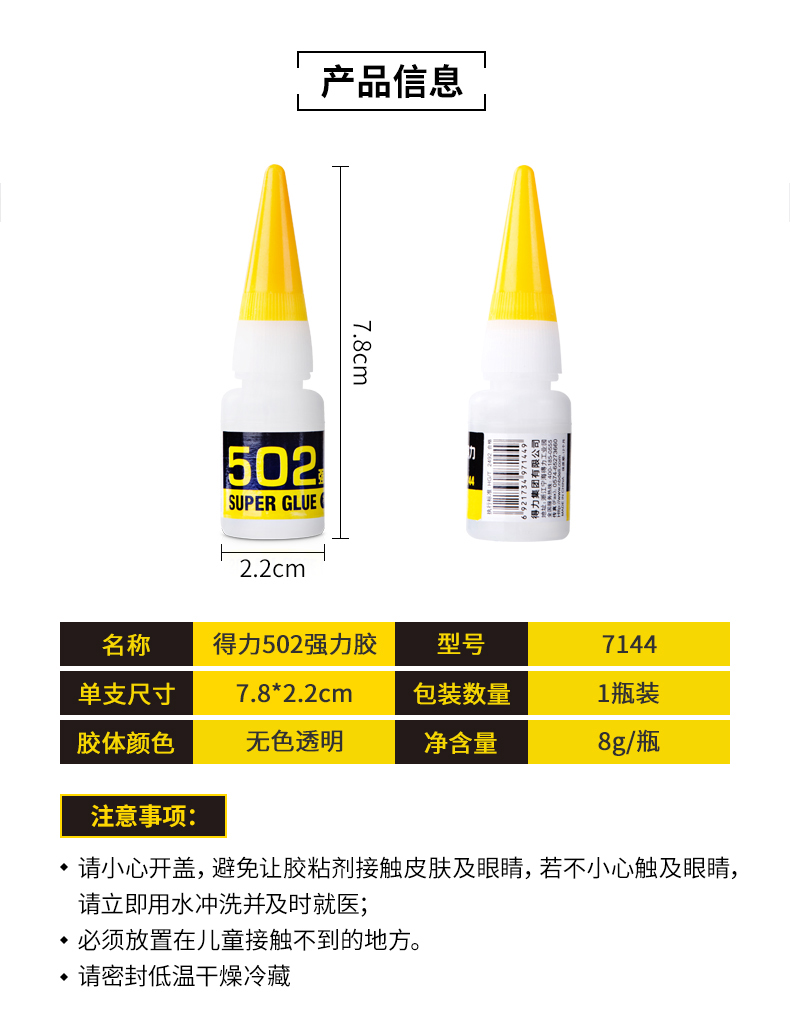 产品信息
7.8cm
502强
SUPER GLUE
2.2cm
144
6921734971449
得力集团有限公司
名称 得力502强力胶 型号 7144
单支尺寸 7.8*2.2cm 包装数量 1瓶装
胶体颜色 无色透明 净含量 8g/瓶
注意事项：
请小心开盖，避免让胶粘剂接触皮肤及眼睛，若不小心触及眼睛，
请立即用水冲洗并及时就医；
必须放置在儿童接触不到的地方。
请密封低温干燥冷藏